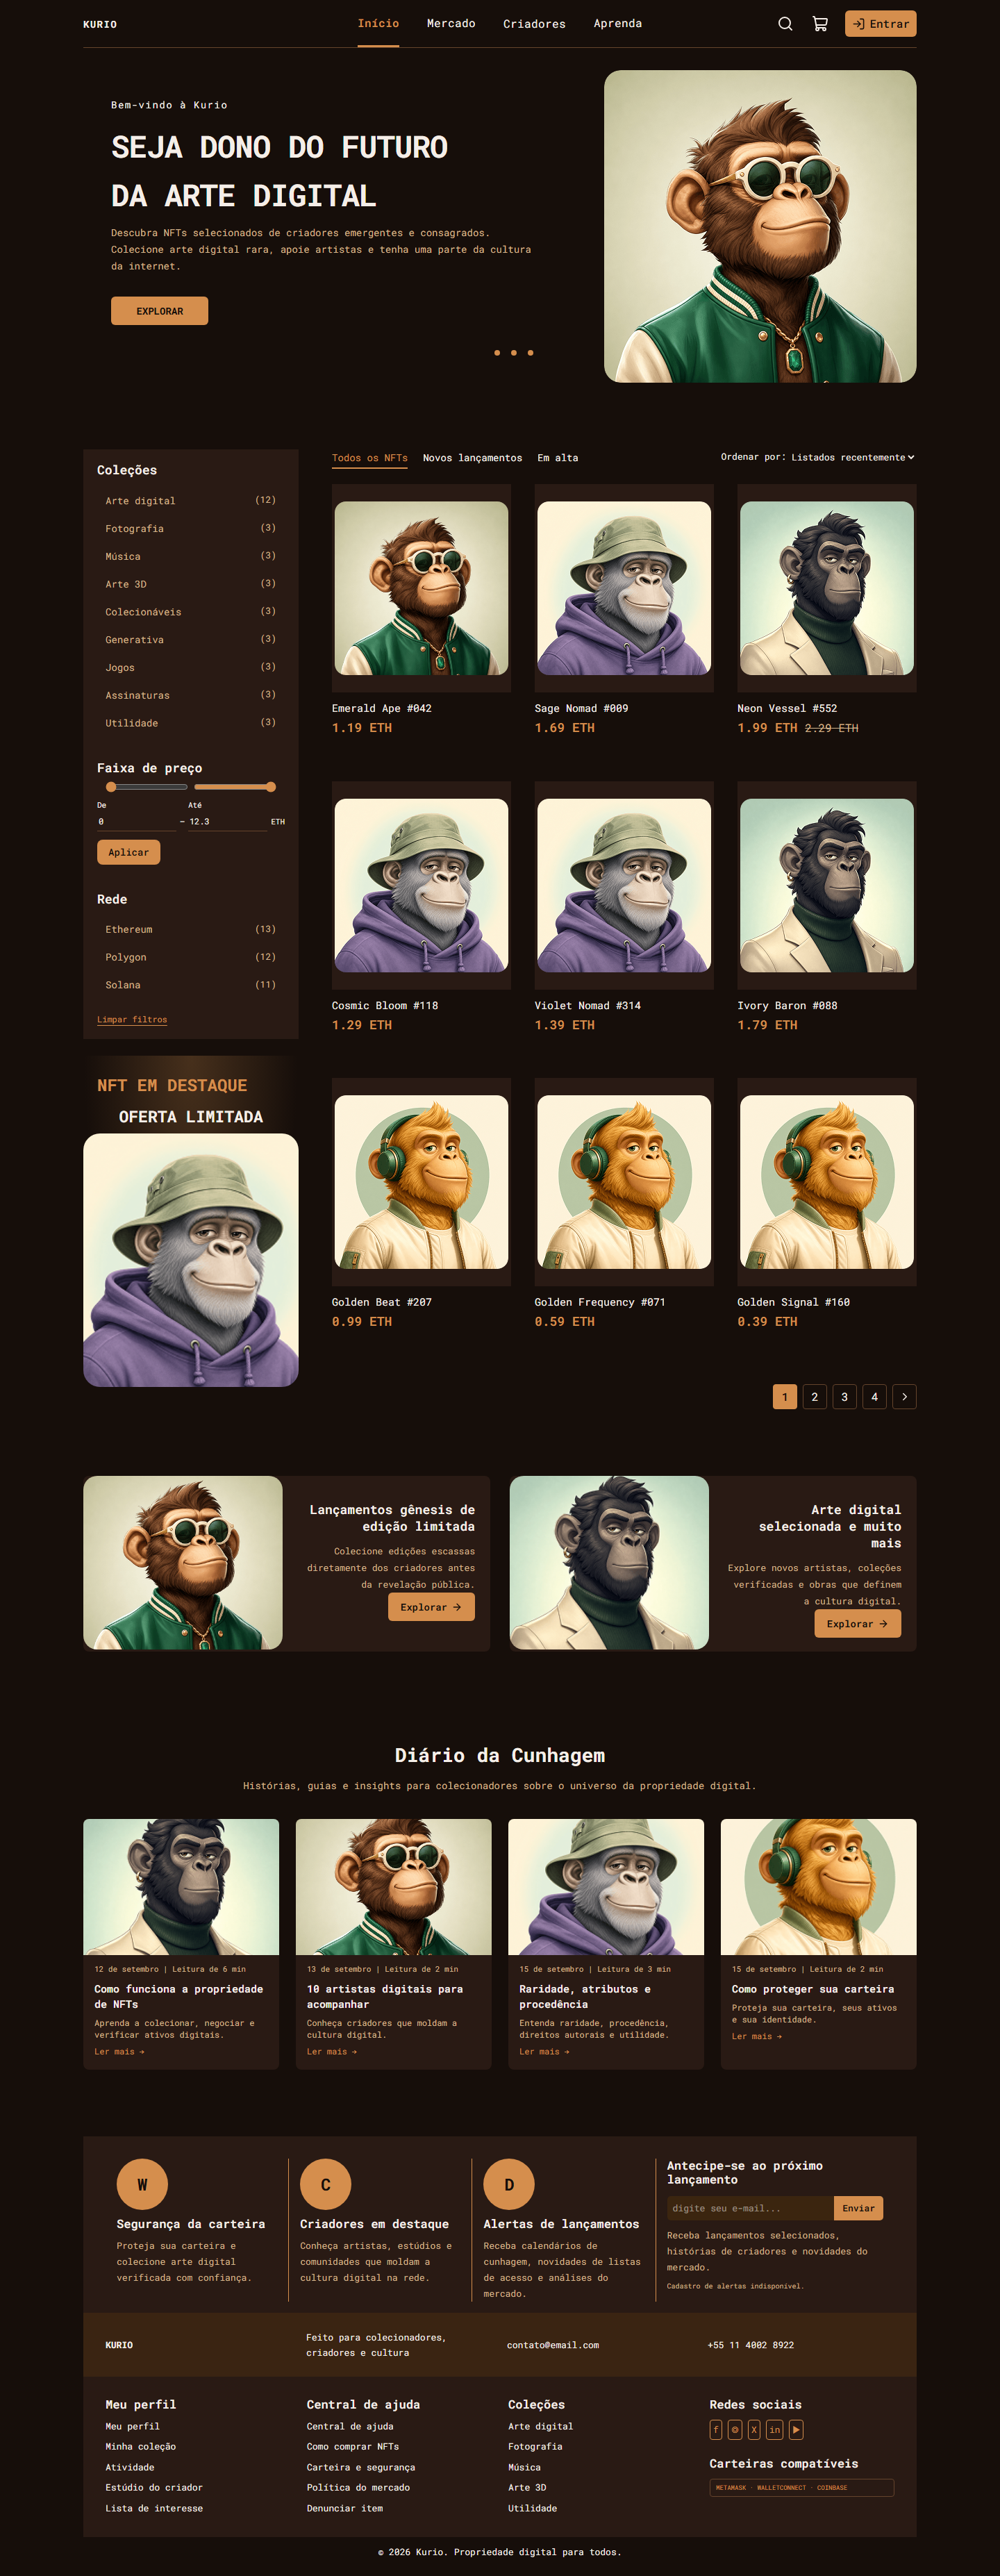 KURIO
Início
Mercado
Criadores
Aprenda
Entrar
Bem-vindo à Kurio
SEJA DONO DO FUTURO
DA ARTE DIGITAL
Descubra NFTs selecionados de criadores emergentes e consagrados.
Colecione arte digital rara, apoie artistas e tenha uma parte da cultura
da internet.
EXPLORAR
Coleções
Arte digital (12)
Fotografia (3)
Música (3)
Arte 3D (3)
Colecionáveis (3)
Generativa (3)
Jogos (3)
Assinaturas (3)
Utilidade (3)
Faixa de preço
De Até
0 – 12.3 ETH
Aplicar
Rede
Ethereum (13)
Polygon (12)
Solana (11)
Limpar filtros
NFT EM DESTAQUE
OFERTA LIMITADA
Todos os NFTs Novos lançamentos Em alta
Ordenar por: Listados recentemente
Emerald Ape #042
1.19 ETH
Sage Nomad #009
1.69 ETH
Neon Vessel #552
1.99 ETH 2.29 ETH
Cosmic Bloom #118
1.29 ETH
Violet Nomad #314
1.39 ETH
Ivory Baron #088
1.79 ETH
Golden Beat #207
0.99 ETH
Golden Frequency #071
0.59 ETH
Golden Signal #160
0.39 ETH
1 2 3 4
Lançamentos gênesis de
edição limitada
Colecione edições escassas
diretamente dos criadores antes
da revelação pública.
Explorar →
Arte digital
selecionada e muito
mais
Explore novos artistas, coleções
verificadas e obras que definem
a cultura digital.
Explorar →
Diário da Cunhagem
Histórias, guias e insights para colecionadores sobre o universo da propriedade digital.
12 de setembro | Leitura de 6 min
Como funciona a propriedade
de NFTs
Aprenda a colecionar, negociar e
verificar ativos digitais.
Ler mais →
13 de setembro | Leitura de 2 min
10 artistas digitais para
acompanhar
Conheça criadores que moldam a
cultura digital.
Ler mais →
15 de setembro | Leitura de 3 min
Raridade, atributos e
procedência
Entenda raridade, procedência,
direitos autorais e utilidade.
Ler mais →
15 de setembro | Leitura de 2 min
Como proteger sua carteira
Proteja sua carteira, seus ativos
e sua identidade.
Ler mais →
W
Segurança da carteira
Proteja sua carteira e
colecione arte digital
verificada com confiança.
C
Criadores em destaque
Conheça artistas, estúdios e
comunidades que moldam a
cultura digital na rede.
D
Alertas de lançamentos
Receba calendários de
cunhagem, novidades de listas
de acesso e análises do
mercado.
Antecipe-se ao próximo
lançamento
digite seu e-mail...
Enviar
Receba lançamentos selecionados,
histórias de criadores e novidades do
mercado.
Cadastro de alertas indisponível.
KURIO
Feito para colecionadores,
criadores e cultura
contato@email.com
+55 11 4002 8922
Meu perfil
Meu perfil
Minha coleção
Atividade
Estúdio do criador
Lista de interesse
Central de ajuda
Central de ajuda
Como comprar NFTs
Carteira e segurança
Política do mercado
Denunciar item
Coleções
Arte digital
Fotografia
Música
Arte 3D
Utilidade
Redes sociais
f ◎ X in ▶
Carteiras compatíveis
METAMASK · WALLETCONNECT · COINBASE
© 2026 Kurio. Propriedade digital para todos.